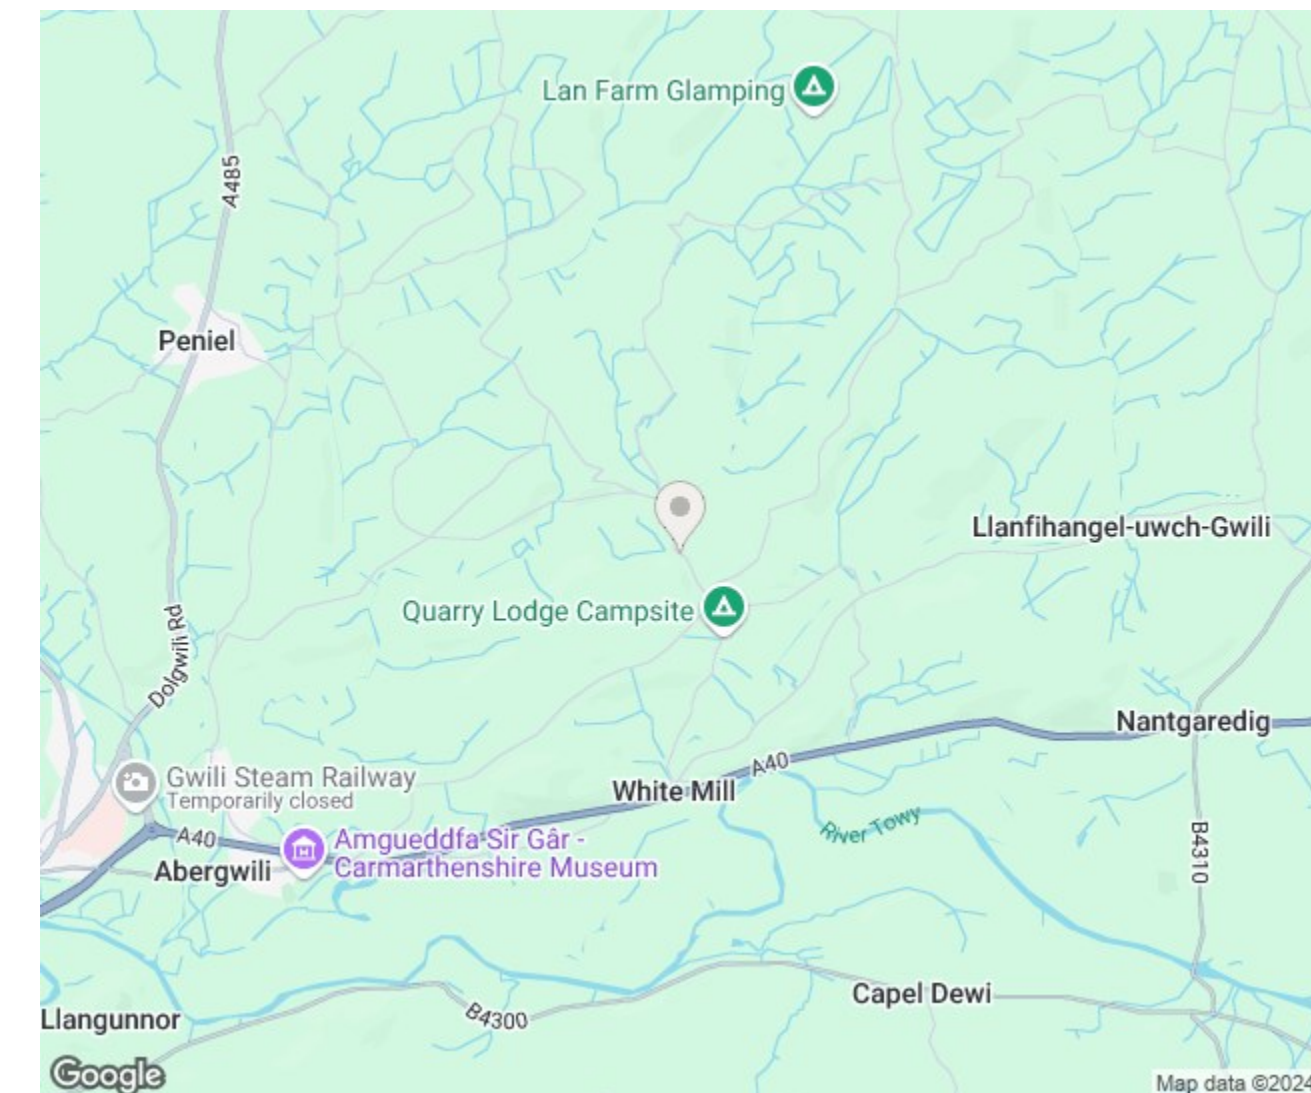 Lan Farm Glamping
A485
Peniel
Llanfihangel-uwch-Gwili
Quarry Lodge Campsite
Dolgwili Rd
Nantgaredig
Gwili Steam Railway
Temporarily closed
A40
White Mill
A40
River Towy
Amgueddfa Sir Gâr -
Carmarthenshire Museum
Abergwili
B4310
Capel Dewi
Llangunnor
B4300
Google
Map data ©2024